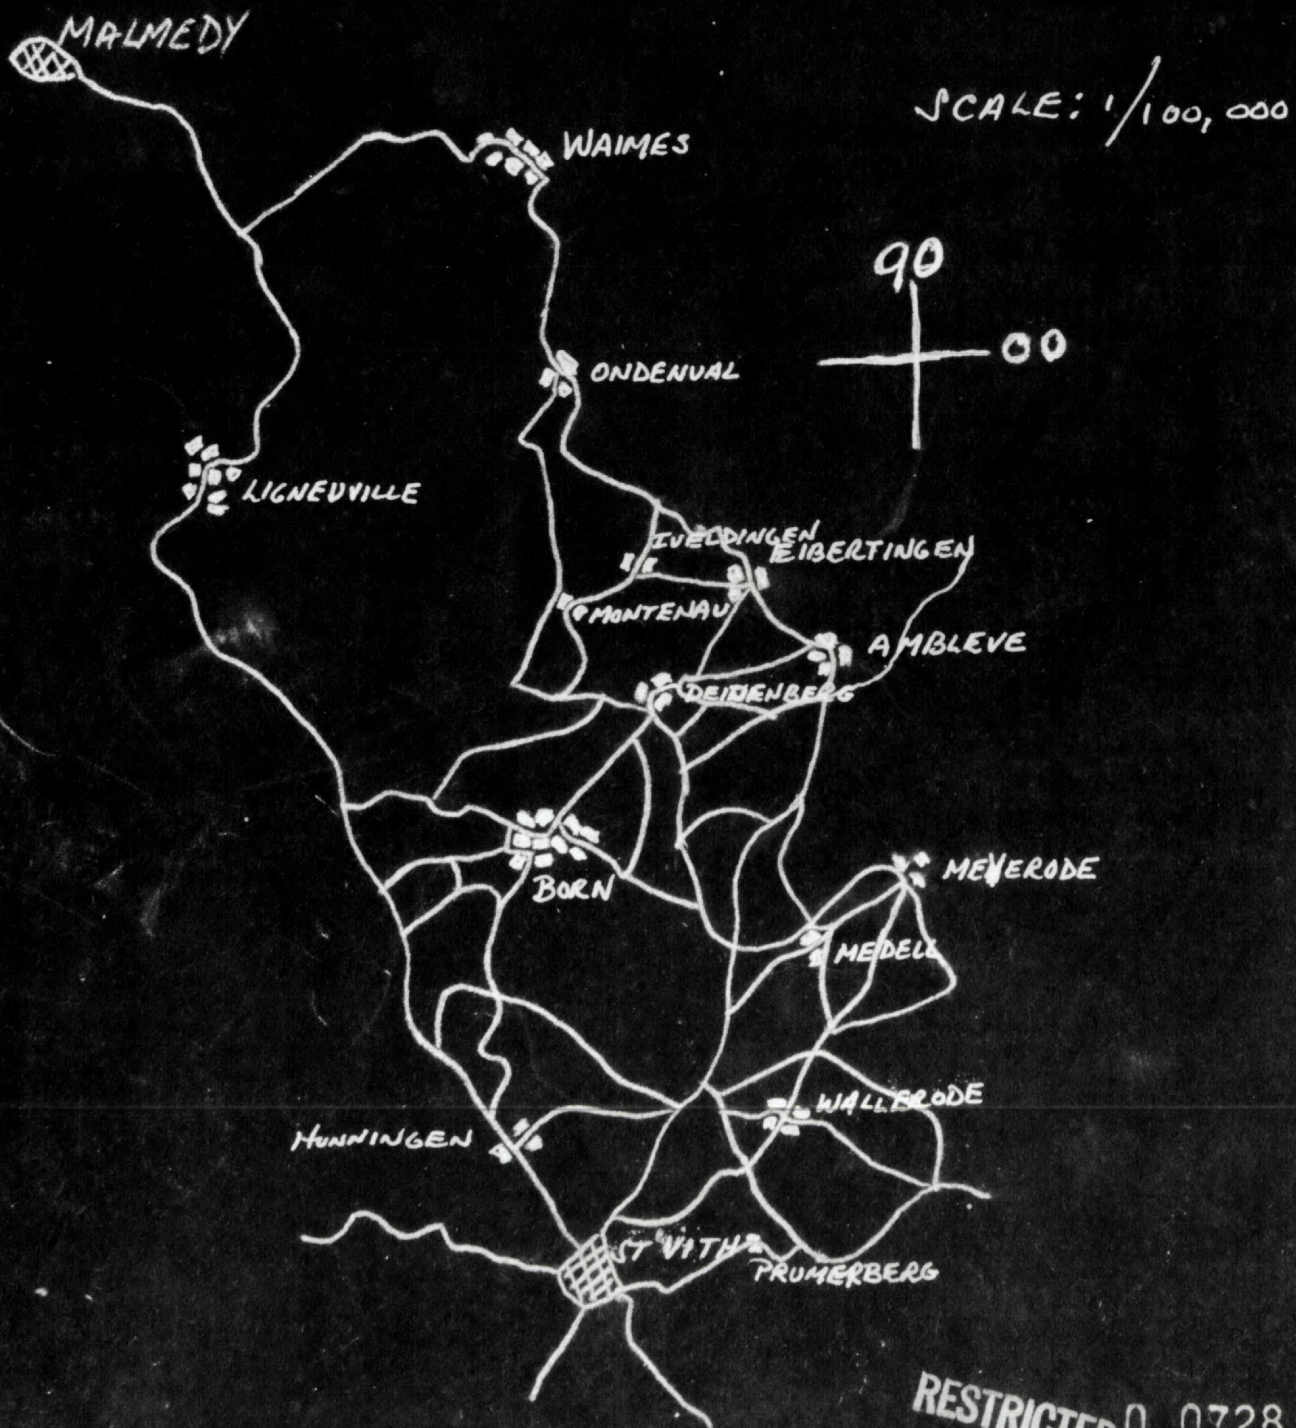 MALMEDY
SCALE: 1/100,000
WAIMES
90
00
ONDENVAL
LIGNEUVILLE
IVELDINGEN
EIBERTINGEN
MONTENAU
AMBLEVE
DEIDENBERG
MEYERODE
BORN
MEDELL
WALLERODE
HUNNINGEN
ST VITH
PRUMERBERG
RESTRICTED